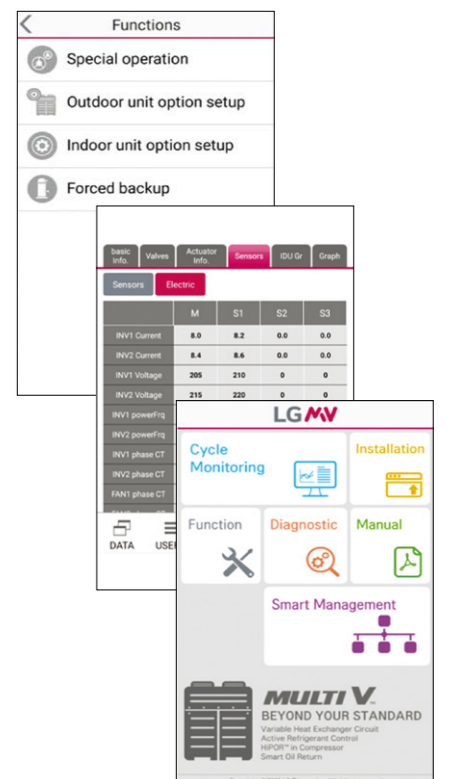 Functions
Special operation
Outdoor unit option setup
Indoor unit option setup
Forced backup
basic Info. Valves Actuator Info. Sensors IDU Gr Graph
Sensors Electric
M S1 S2 S3
INV1 Current 8.0 8.2 0.0 0.0
INV2 Current 8.4 8.6 0.0 0.0
INV1 Voltage 205 210 0 0
INV2 Voltage 215 220 0 0
INV1 powerFrq
INV2 powerFrq
INV1 phase CT
INV2 phase CT
FAN1 phase CT
DATA
LG MV
Cycle
Monitoring
Installation
Function
Diagnostic
Manual
Smart Management
MULTI V.
BEYOND YOUR STANDARD
Variable Heat Exchanger Circuit
Active Refrigerant Control
HiPOR™ in Compressor
Smart Oil Return